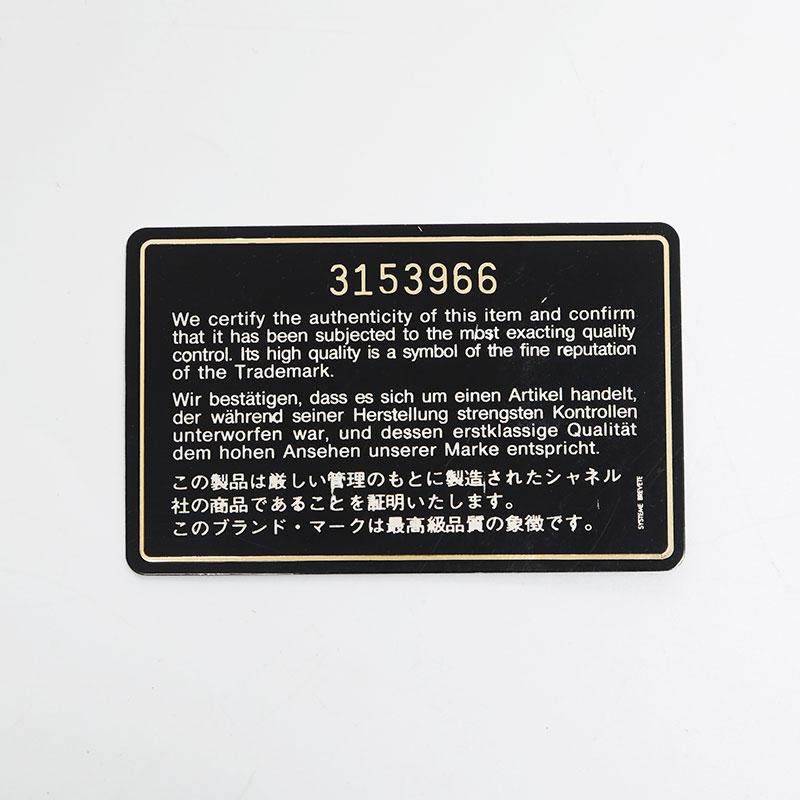 3153966
We certify the authenticity of this item and confirm
that it has been subjected to the most exacting quality
control. Its high quality is a symbol of the fine reputation
of the Trademark.
Wir bestätigen, dass es sich um einen Artikel handelt,
der während seiner Herstellung strengsten Kontrollen
unterworfen war, und dessen erstklassige Qualität
dem hohen Ansehen unserer Marke entspricht.
この製品は厳しい管理のもとに製造されたシャネル
社の商品であることを証明いたします。
このブランド・マークは最高級品質の象徴です。
SYSTEME BREVETE